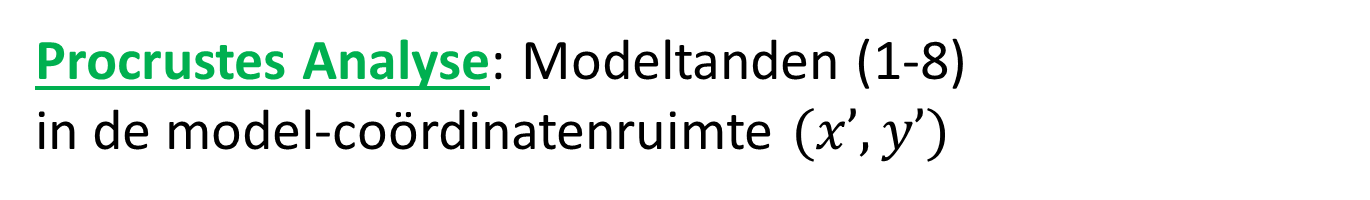 Procrustes Analyse: Modeltanden (1-8)
in de model-coördinatenruimte (x’, y’)